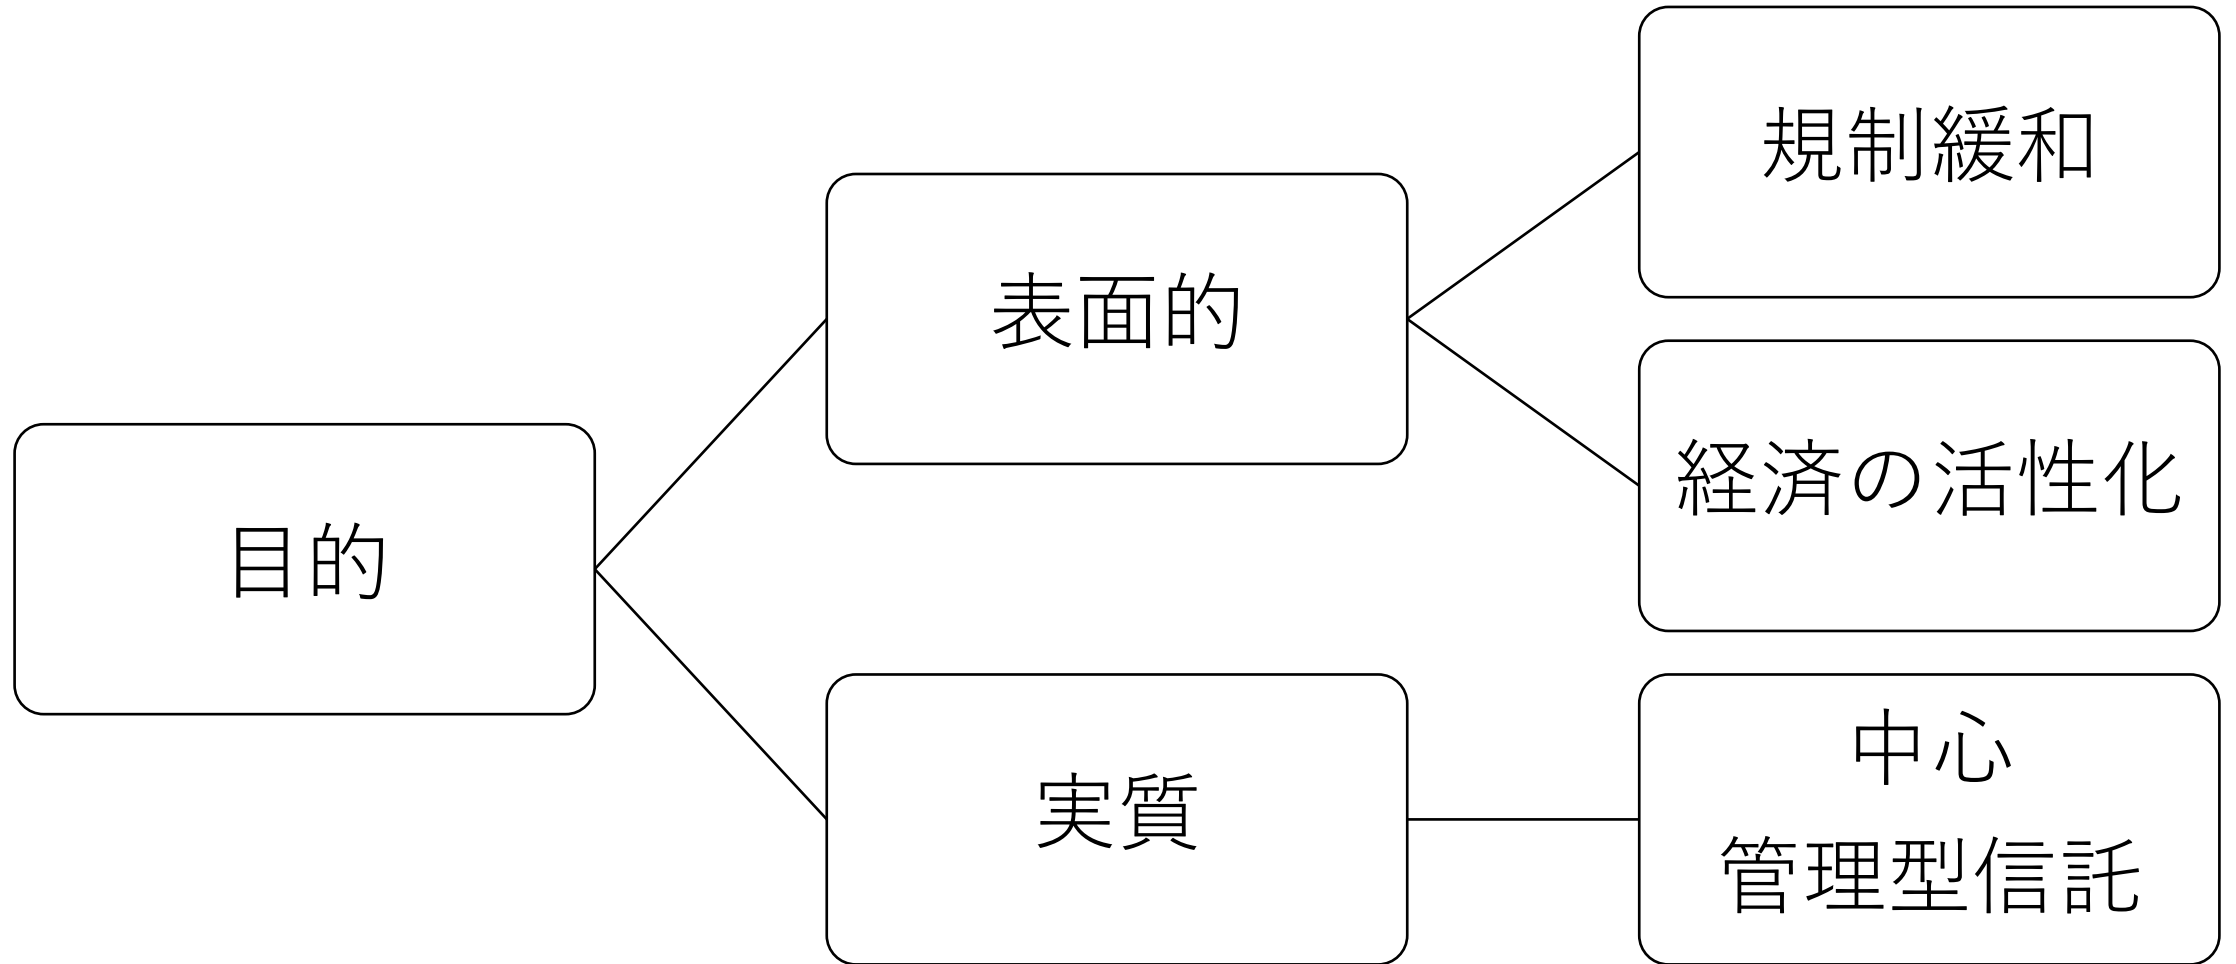 目的
表面的
規制緩和
経済の活性化
実質
中心
管理型信託